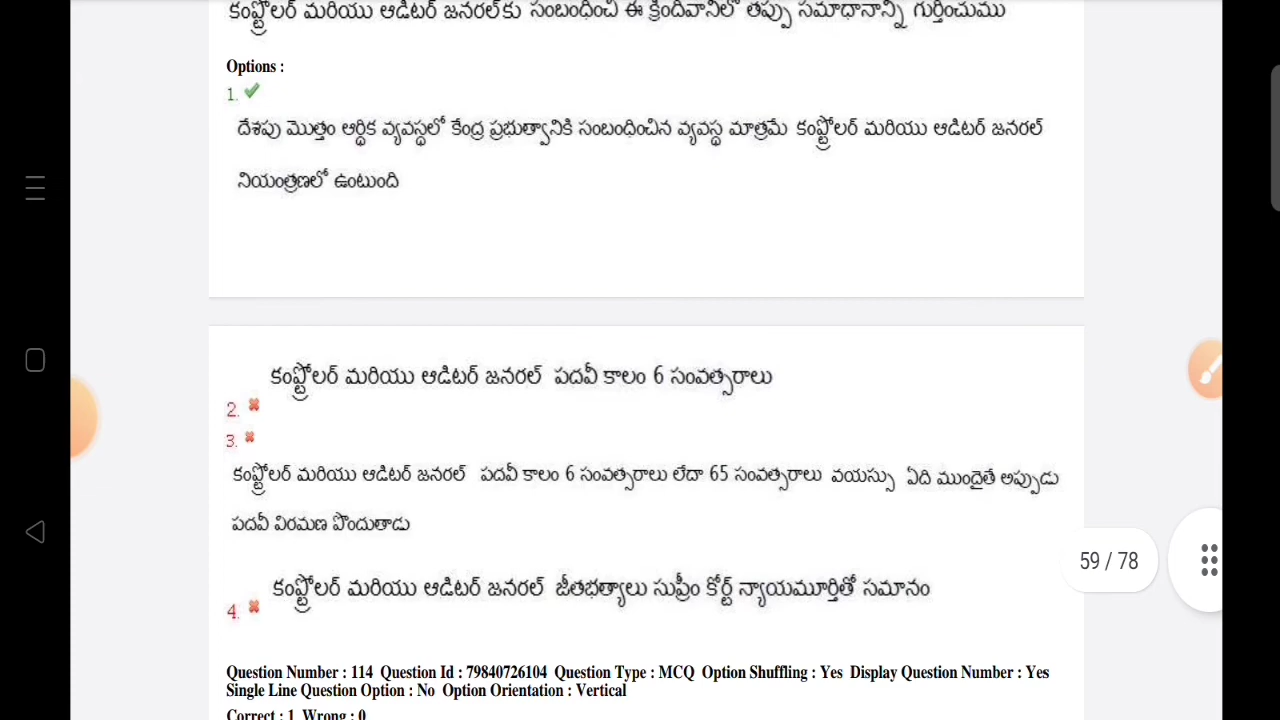 కంప్ట్రోలర్ మరియు ఆడిటర్ జనరల్‌కు సంబంధించి ఈ క్రిందివానిలో తప్పు సమాధానాన్ని గుర్తించుము
Options :
1.
దేశపు మొత్తం ఆర్థిక వ్యవస్థలో కేంద్ర ప్రభుత్వానికి సంబంధించిన వ్యవస్థ మాత్రమే కంప్ట్రోలర్ మరియు ఆడిటర్ జనరల్
నియంత్రణలో ఉంటుంది
కంప్ట్రోలర్ మరియు ఆడిటర్ జనరల్ పదవీ కాలం 6 సంవత్సరాలు
2.
3.
కంప్ట్రోలర్ మరియు ఆడిటర్ జనరల్ పదవీ కాలం 6 సంవత్సరాలు లేదా 65 సంవత్సరాలు వయస్సు ఏది ముందైతే అప్పుడు
పదవీ విరమణ పొందుతాడు
59 / 78
కంప్ట్రోలర్ మరియు ఆడిటర్ జనరల్ జీతభత్యాలు సుప్రీం కోర్ట్ న్యాయమూర్తితో సమానం
4.
Question Number : 114 Question Id : 79840726104 Question Type : MCQ Option Shuffling : Yes Display Question Number : Yes
Single Line Question Option : No Option Orientation : Vertical
Correct : 1 Wrong : 0